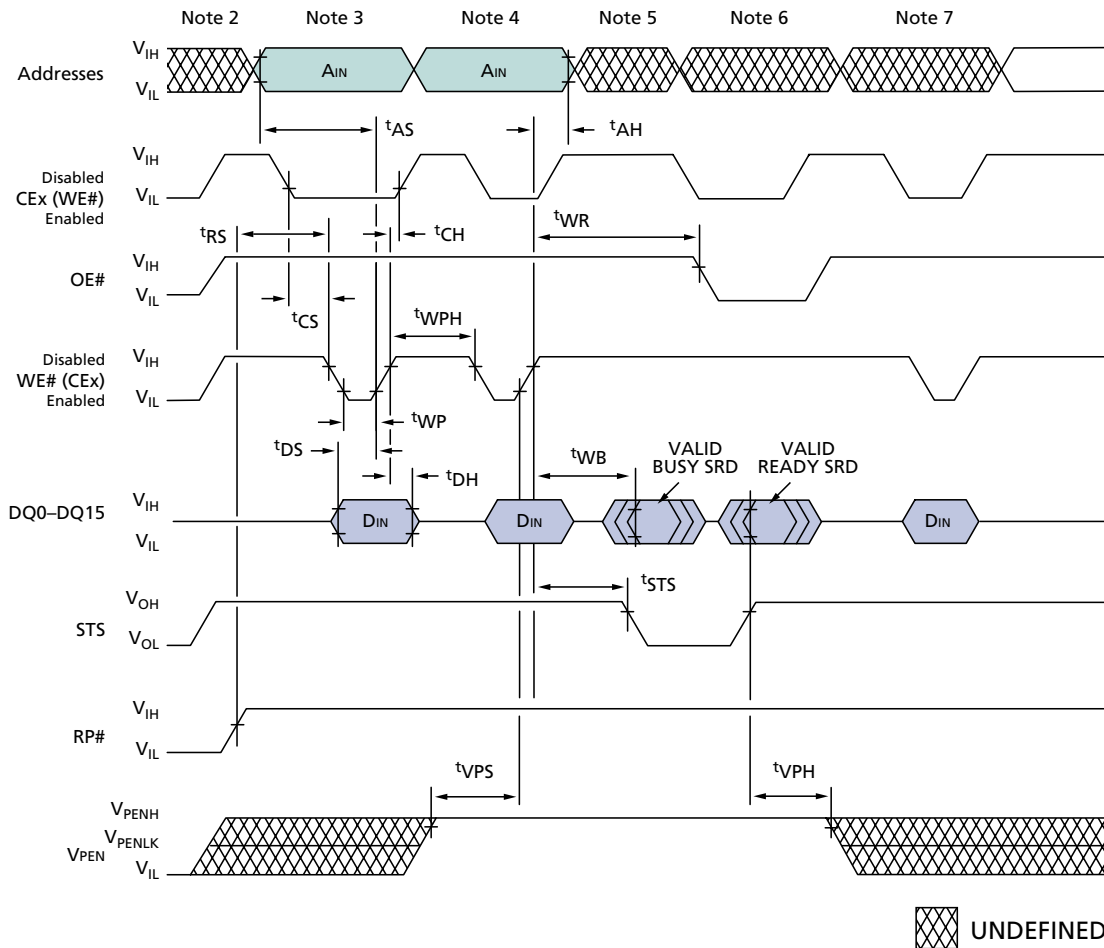 Note 2 Note 3 Note 4 Note 5 Note 6 Note 7
Addresses
VIH
VIL
AIN
AIN
tAS
tAH
Disabled
CEx (WE#)
Enabled
VIH
VIL
tRS
tCH
tWR
OE#
VIH
VIL
tCS
tWPH
Disabled
WE# (CEx)
Enabled
VIH
VIL
tWP
tDS
tDH
tWB
VALID
BUSY SRD
VALID
READY SRD
DQ0–DQ15
VIH
VIL
DIN
DIN
DIN
tSTS
STS
VOH
VOL
RP#
VIH
VIL
tVPS
tVPH
VPENH
VPENLK
VPEN
VIL
UNDEFINED